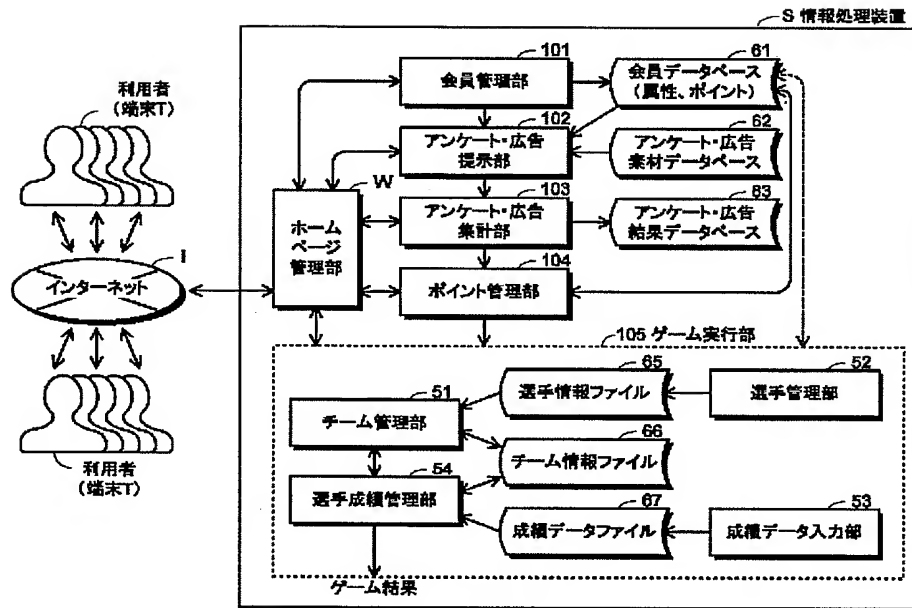 S 情報処理装置
利用者
(端末T)
101
会員管理部
61
会員データベース
(属性、ポイント)
102
アンケート・広告
提示部
62
アンケート・広告
素材データベース
W
ホーム
ページ
管理部
103
アンケート・広告
集計部
63
アンケート・広告
結果データベース
I
インターネット
104
ポイント管理部
105 ゲーム実行部
65
選手情報ファイル
52
選手管理部
51
チーム管理部
66
チーム情報ファイル
利用者
(端末T)
54
選手成績管理部
67
成績データファイル
53
成績データ入力部
ゲーム結果